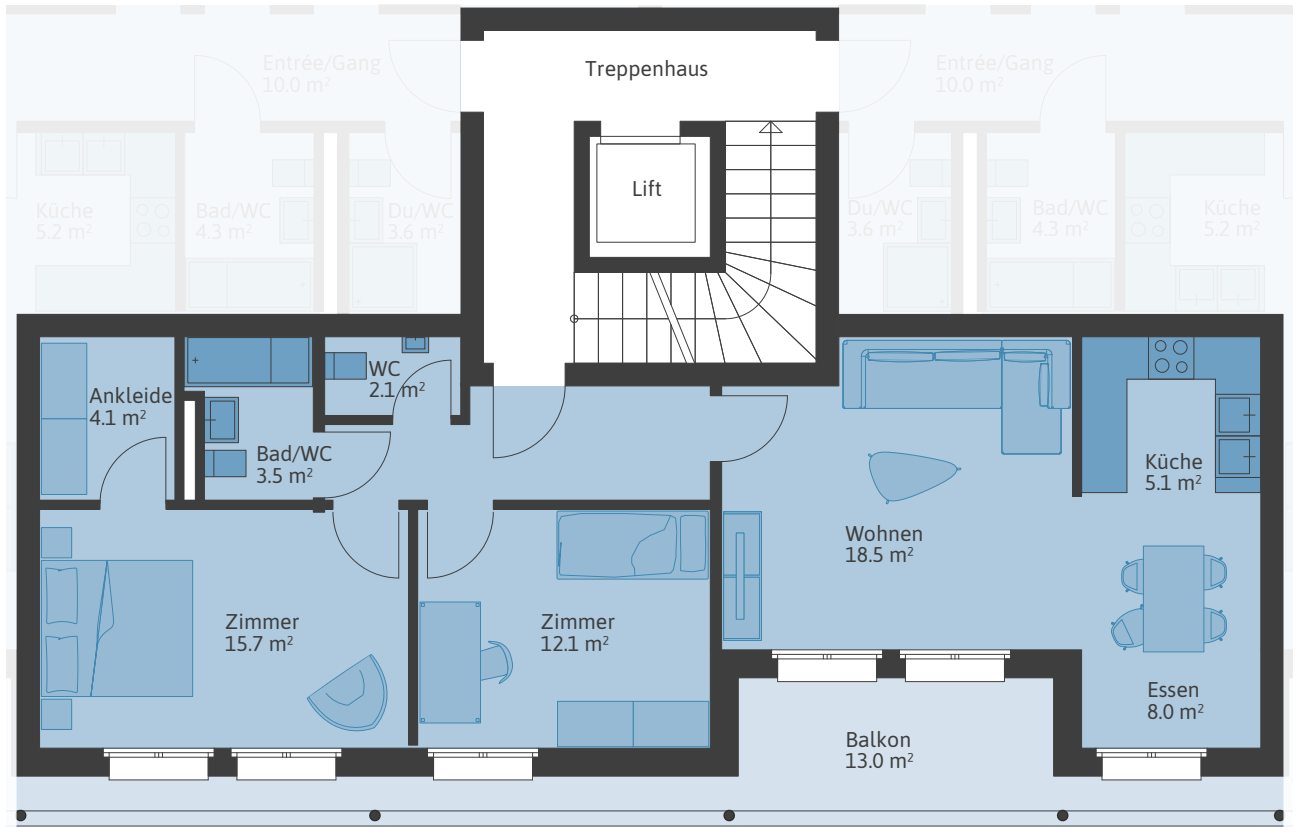 Entrée/Gang
10.0 m²
Treppenhaus
Entrée/Gang
10.0 m²
Lift
Küche
5.2 m²
Bad/WC
4.3 m²
Du/WC
3.6 m²
Du/WC
3.6 m²
Bad/WC
4.3 m²
Küche
5.2 m²
Ankleide
4.1 m²
WC
2.1 m²
Bad/WC
3.5 m²
Küche
5.1 m²
Wohnen
18.5 m²
Zimmer
15.7 m²
Zimmer
12.1 m²
Essen
8.0 m²
Balkon
13.0 m²